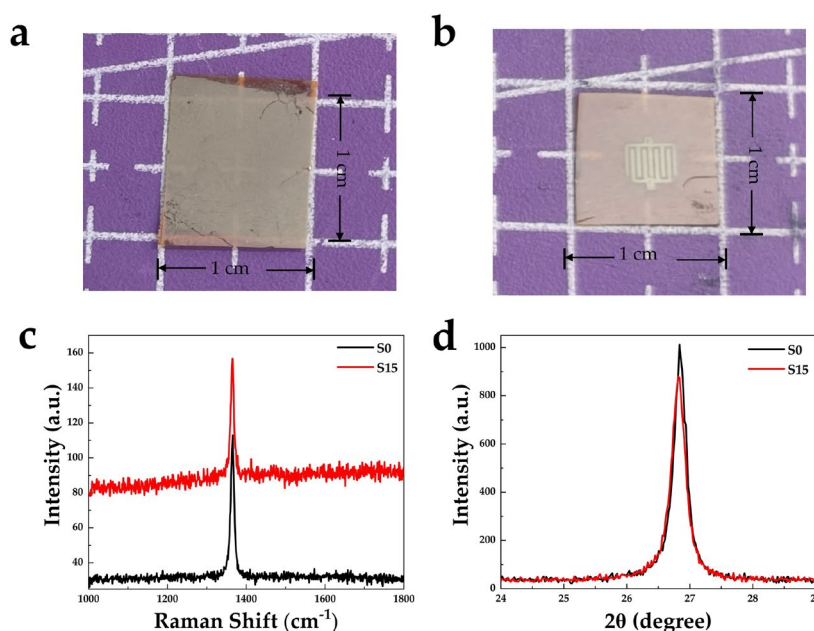 a
1 cm
1 cm
b
1 cm
1 cm
c
S0
S15
160
140
120
100
80
60
40
1000 1200 1400 1600 1800
Intensity (a.u.)
Raman Shift (cm⁻¹)
d
S0
S15
1000
800
600
400
200
0
24 25 26 27 28
Intensity (a.u.)
2θ (degree)